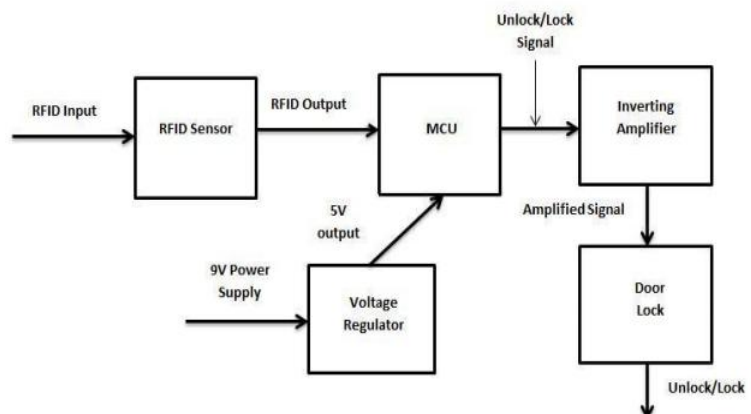 Unlock/Lock
Signal
RFID Input
RFID Sensor
RFID Output
MCU
Inverting
Amplifier
5V
output
Amplified Signal
9V Power
Supply
Voltage
Regulator
Door
Lock
Unlock/Lock